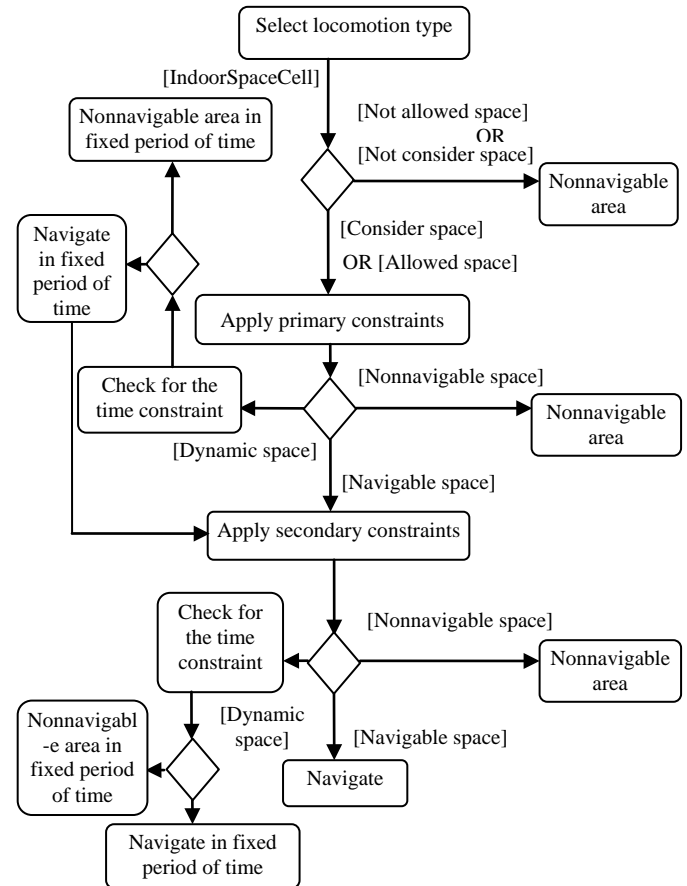 Select locomotion type
[IndoorSpaceCell]
[Not allowed space]
OR
[Not consider space]
Nonnavigable area in
fixed period of time
Nonnavigable
area
Navigate
in fixed
period of
time
[Consider space]
OR [Allowed space]
Apply primary constraints
Check for the
time constraint
[Nonnavigable space]
Nonnavigable
area
[Dynamic space]
[Navigable space]
Apply secondary constraints
Check for
the time
constraint
[Nonnavigable space]
Nonnavigable
area
[Dynamic
space]
[Navigable space]
Nonnavigabl
-e area in
fixed period
of time
Navigate
Navigate in fixed
period of time